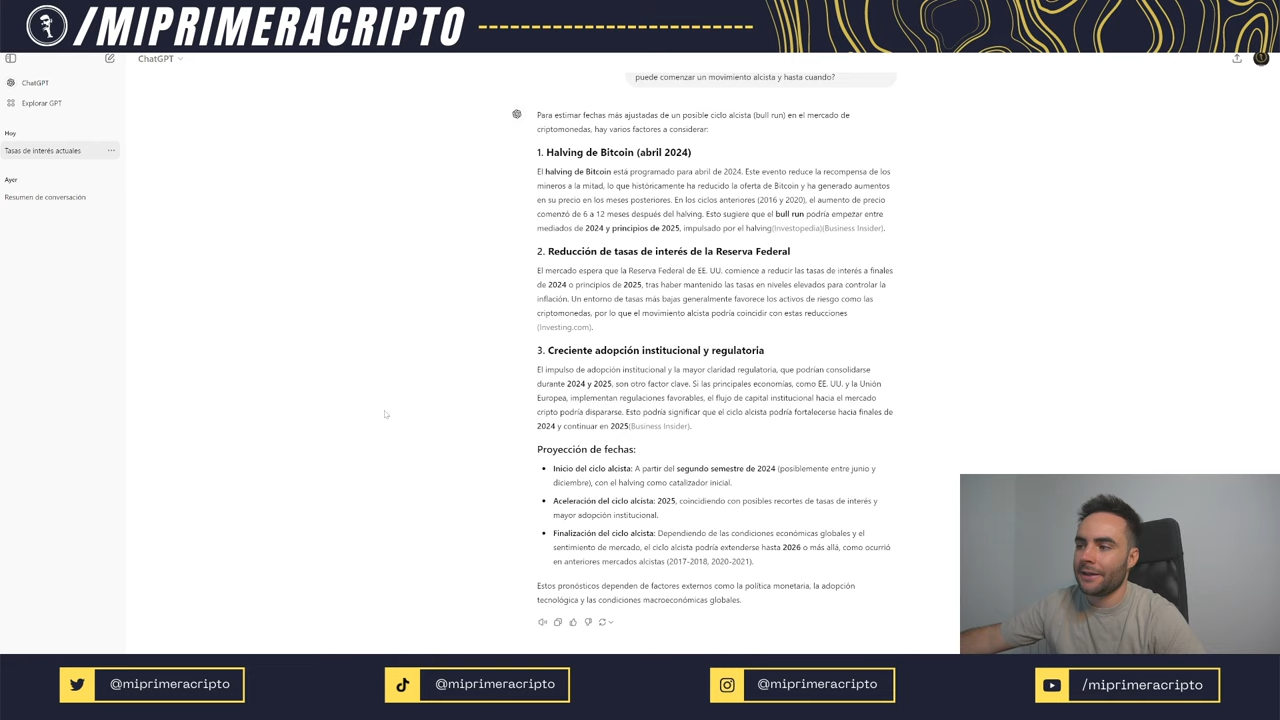 /MIPRIMERACRIPTO
ChatGPT
ChatGPT
Explorar GPT
Hoy
Tasas de interés actuales
Ayer
Resumen de conversación
puede comenzar un movimiento alcista y hasta cuando?
Para estimar fechas más ajustadas de un posible ciclo alcista (bull run) en el mercado de
criptomonedas, hay varios factores a considerar:
1. Halving de Bitcoin (abril 2024)
El halving de Bitcoin está programado para abril de 2024. Este evento reduce la recompensa de los
mineros a la mitad, lo que históricamente ha reducido la oferta de Bitcoin y ha generado aumentos
en su precio en los meses posteriores. En los ciclos anteriores (2016 y 2020), el aumento de precio
comenzó de 6 a 12 meses después del halving. Esto sugiere que el bull run podría empezar entre
mediados de 2024 y principios de 2025, impulsado por el halving(Investopedia)(Business Insider).
2. Reducción de tasas de interés de la Reserva Federal
El mercado espera que la Reserva Federal de EE. UU. comience a reducir las tasas de interés a finales
de 2024 o principios de 2025, tras haber mantenido las tasas en niveles elevados para controlar la
inflación. Un entorno de tasas más bajas generalmente favorece los activos de riesgo como las
criptomonedas, por lo que el movimiento alcista podría coincidir con estas reducciones
(Investing.com).
3. Creciente adopción institucional y regulatoria
El impulso de adopción institucional y la mayor claridad regulatoria, que podrían consolidarse
durante 2024 y 2025, son otro factor clave. Si las principales economías, como EE. UU. y la Unión
Europea, implementan regulaciones favorables, el flujo de capital institucional hacia el mercado
cripto podría dispararse. Esto podría significar que el ciclo alcista podría fortalecerse hacia finales de
2024 y continuar en 2025(Business Insider).
Proyección de fechas:
• Inicio del ciclo alcista: A partir del segundo semestre de 2024 (posiblemente entre junio y
diciembre), con el halving como catalizador inicial.
• Aceleración del ciclo alcista: 2025, coincidiendo con posibles recortes de tasas de interés y
mayor adopción institucional.
• Finalización del ciclo alcista: Dependiendo de las condiciones económicas globales y el
sentimiento de mercado, el ciclo alcista podría extenderse hasta 2026 o más allá, como ocurrió
en anteriores mercados alcistas (2017-2018, 2020-2021).
Estos pronósticos dependen de factores externos como la política monetaria, la adopción
tecnológica y las condiciones macroeconómicas globales.
@miprimeracripto
@miprimeracripto
@miprimeracripto
/miprimeracripto